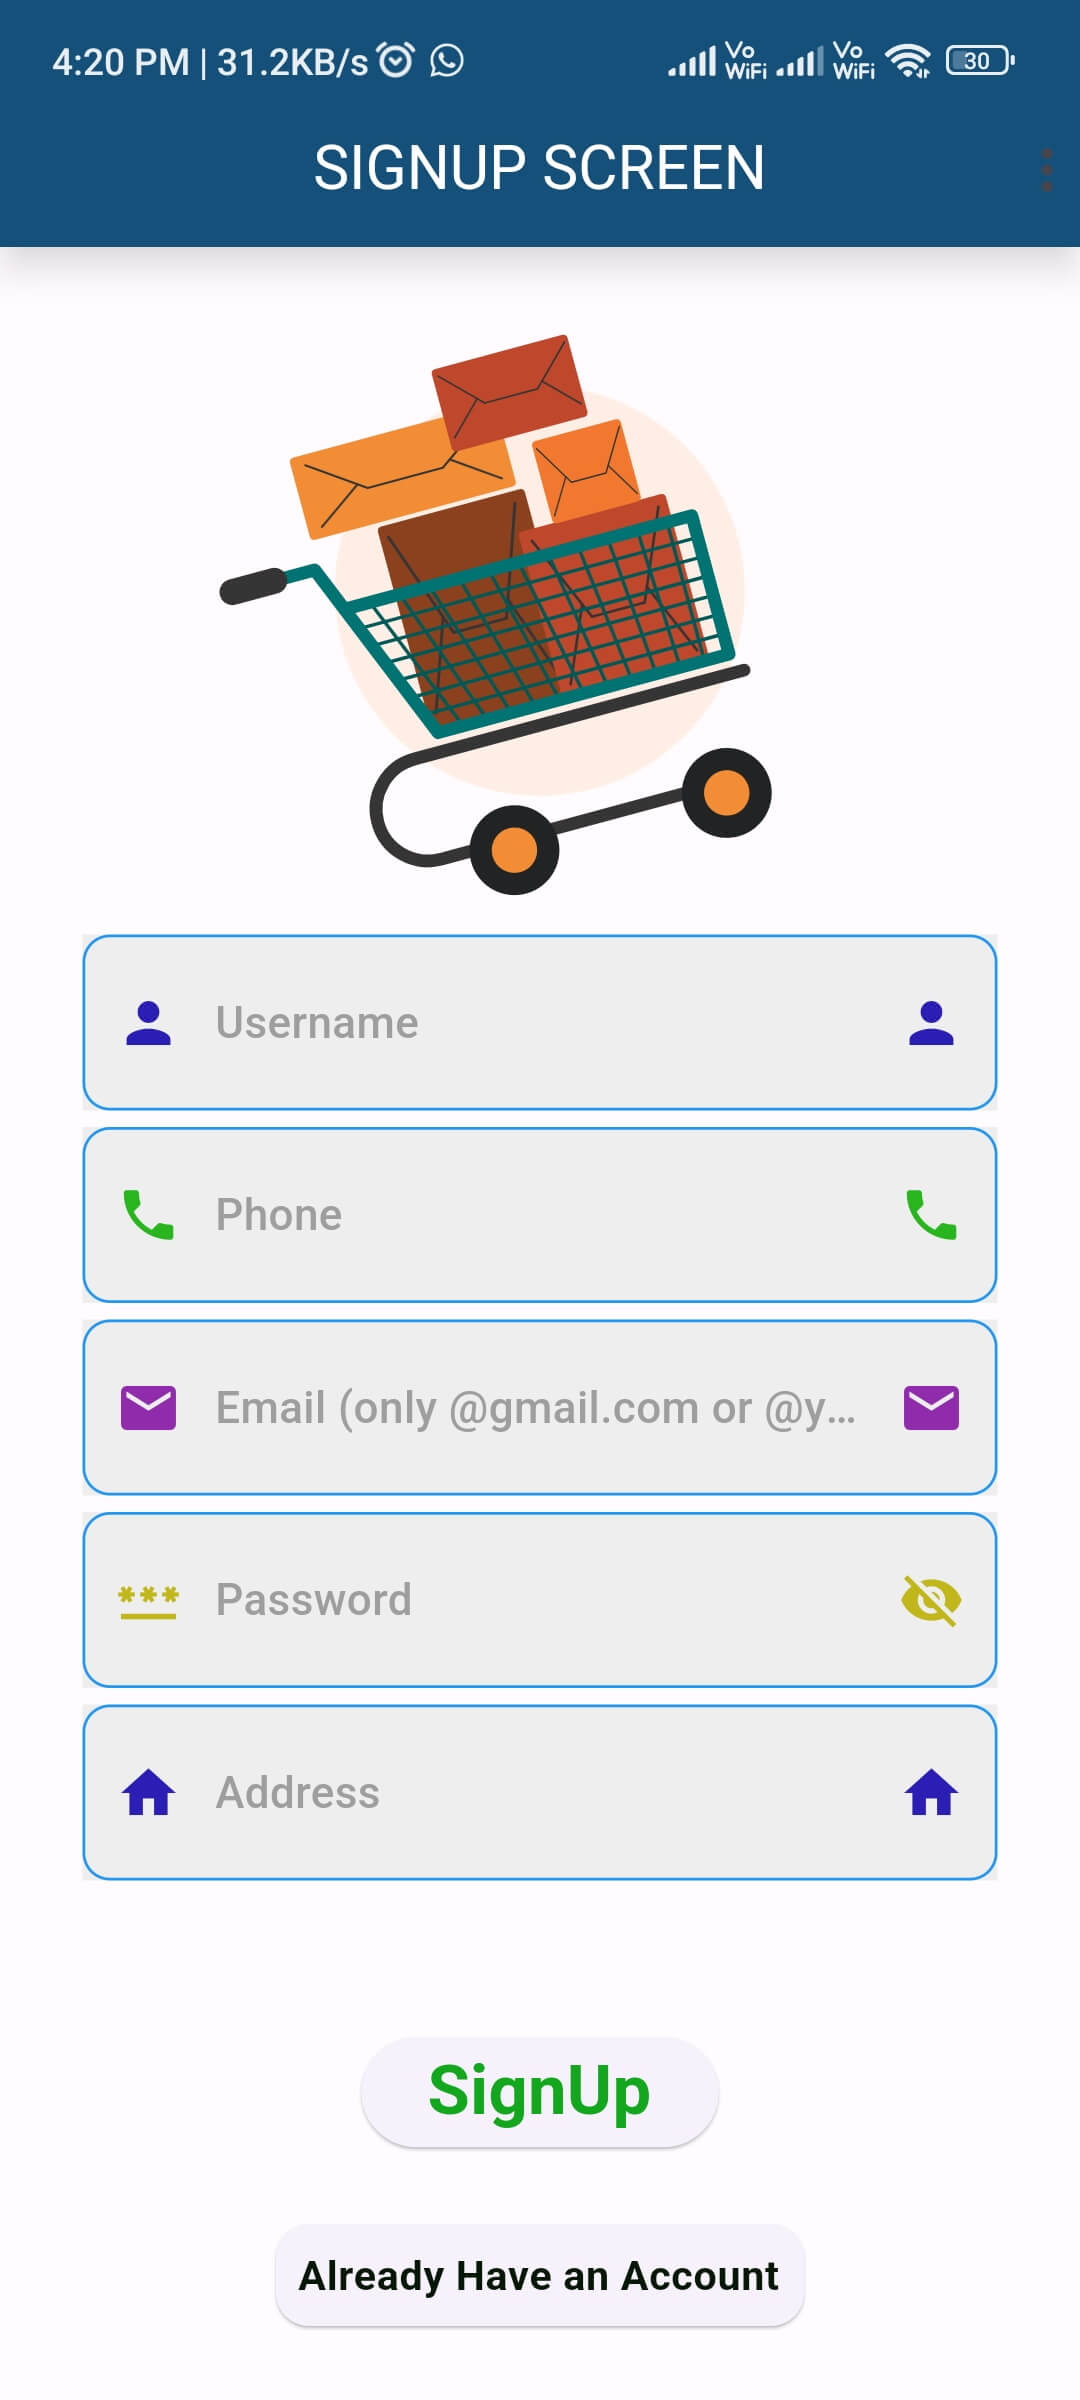 4:20 PM | 31.2KB/s Vo WiFi Vo WiFi 30
SIGNUP SCREEN
Username
Phone
Email (only @gmail.com or @y...
Password
Address
SignUp
Already Have an Account